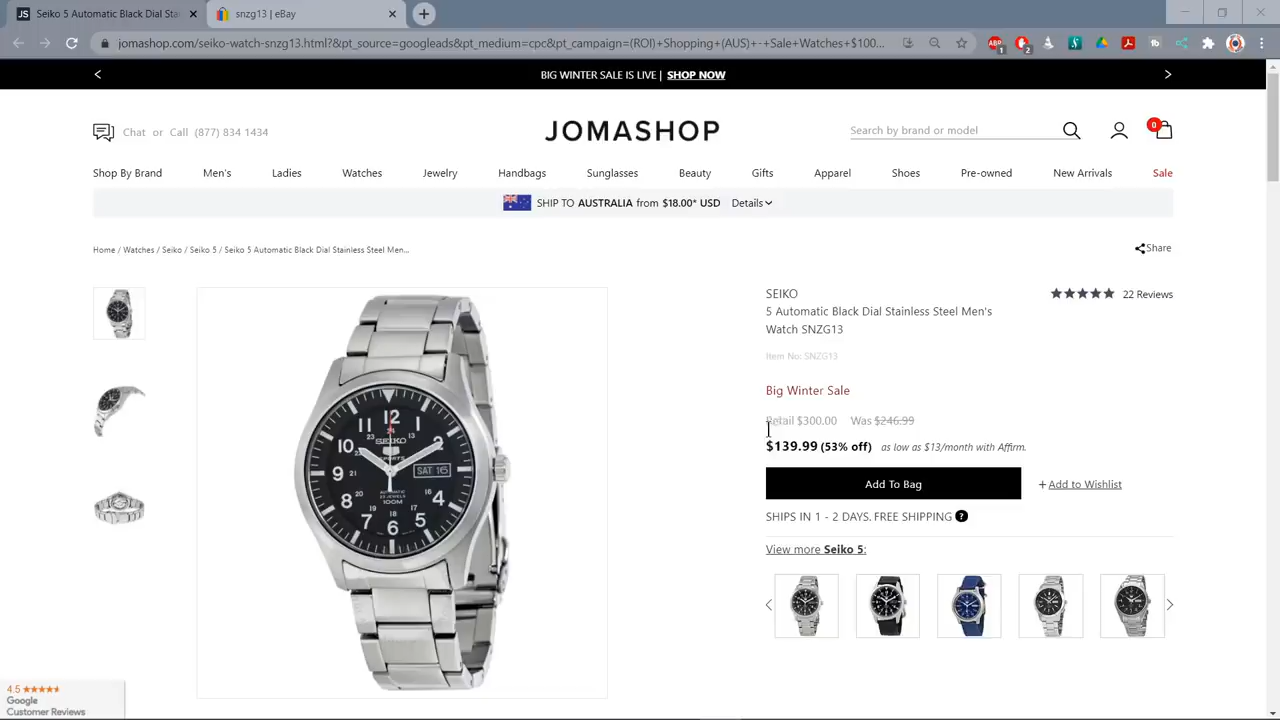 Seiko 5 Automatic Black Dial Stai
snzg13 | eBay
jomashop.com/seiko-watch-snzg13.html?&pt_source=googleads&pt_medium=cpc&pt_campaign=(ROI)+Shopping+(AUS)+-+Sale+Watches+$100...
BIG WINTER SALE IS LIVE | SHOP NOW
Chat or Call (877) 834 1434
JOMASHOP
Search by brand or model
0
Shop By Brand Men's Ladies Watches Jewelry Handbags Sunglasses Beauty Gifts Apparel Shoes Pre-owned New Arrivals Sale
SHIP TO AUSTRALIA from $18.00* USD Details
Home / Watches / Seiko / Seiko 5 / Seiko 5 Automatic Black Dial Stainless Steel Men...
Share
SEIKO
22 Reviews
5 Automatic Black Dial Stainless Steel Men's
Watch SNZG13
Item No: SNZG13
Big Winter Sale
Retail $300.00 Was $246.99
$139.99 (53% off) as low as $13/month with Affirm.
Add To Bag
+ Add to Wishlist
SHIPS IN 1 - 2 DAYS. FREE SHIPPING ?
View more Seiko 5:
SEIKO
5
SPORTS
SAT 16
AUTOMATIC
23 JEWELS
100M
4.5
Google
Customer Reviews